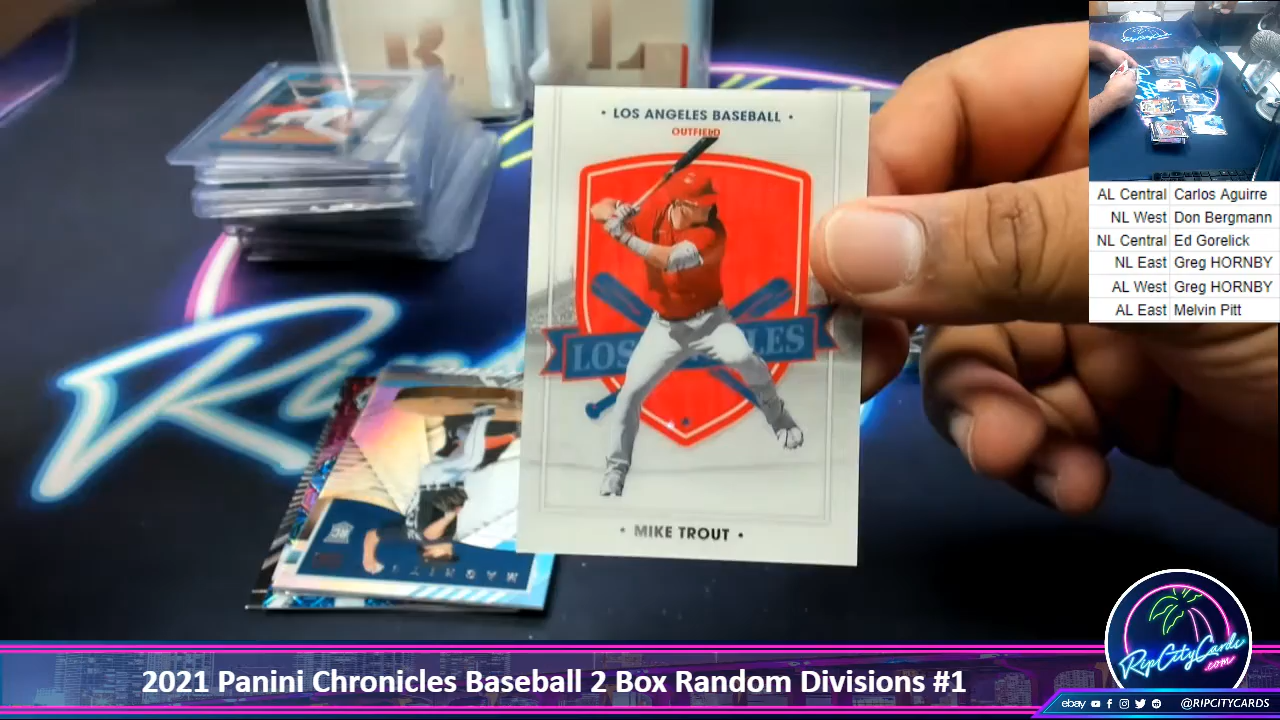 • LOS ANGELES BASEBALL •
OUTFIELD
LOS ANGELES
• MIKE TROUT •
AL Central Carlos Aguirre
NL West Don Bergmann
NL Central Ed Gorelick
NL East Greg HORNBY
AL West Greg HORNBY
AL East Melvin Pitt
RipCityCards
.com
2021 Panini Chronicles Baseball 2 Box Random Divisions #1
ebay @RIPCITYCARDS